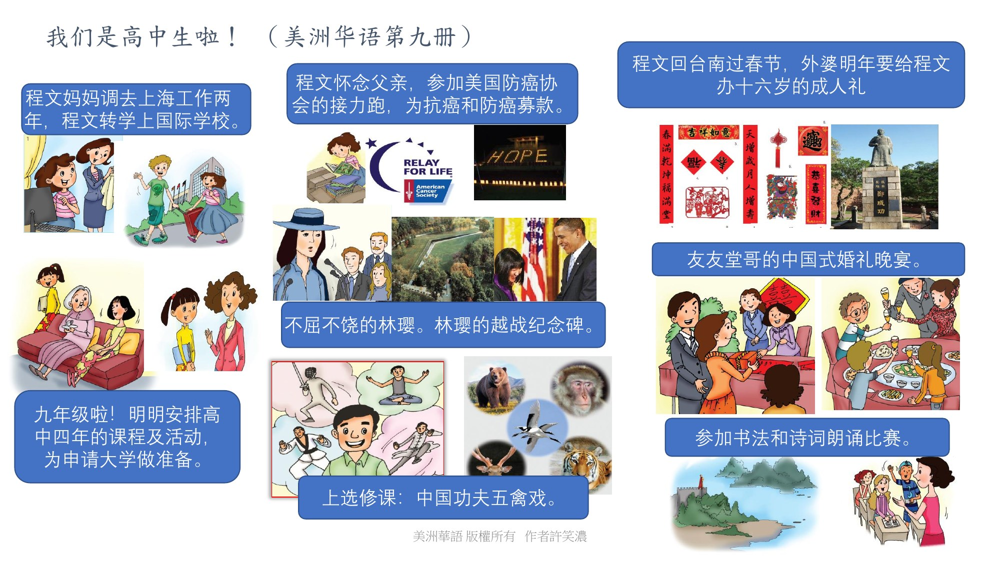 我们是高中生啦！（美洲华语第九册）
程文妈妈调去上海工作两
年，程文转学上国际学校。
1
九年级啦！明明安排高
中四年的课程及活动，
为申请大学做准备。
程文怀念父亲，参加美国防癌协
会的接力跑，为抗癌和防癌募款。
RELAY
FOR LIFE
American
Cancer
Society
HOPE
不屈不饶的林璎。林璎的越战纪念碑。
上选修课：中国功夫五禽戏。
程文回台南过春节，外婆明年要给程文
办十六岁的成人礼
春滿乾坤福滿堂
吉祥如意
天增歲月人增壽
福
春
恭喜發財
鄭成功
友友堂哥的中国式婚礼晚宴。
囍
参加书法和诗词朗诵比赛。
美洲華語 版權所有 作者許笑濃